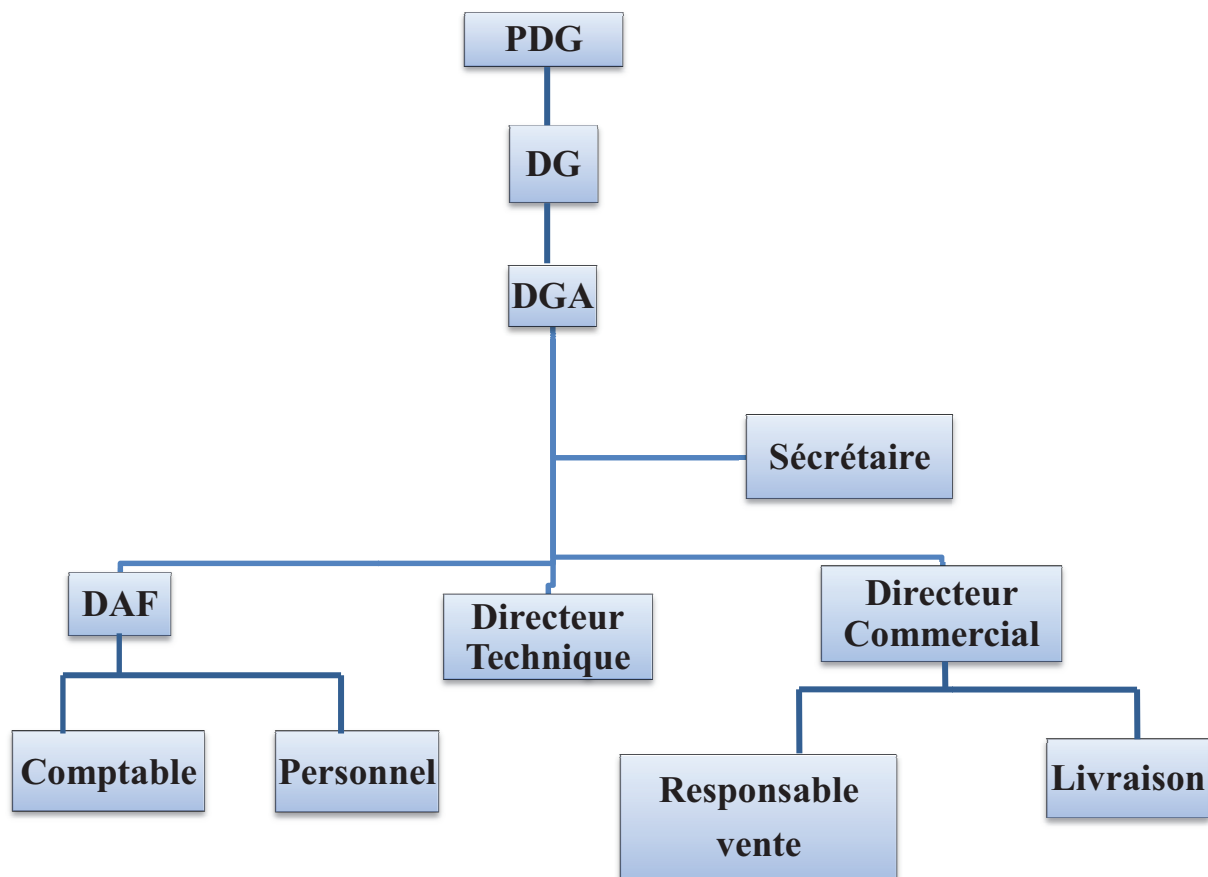 PDG
DG
DGA
Sécrétaire
DAF
Directeur
Technique
Directeur
Commercial
Comptable
Personnel
Responsable
vente
Livraison